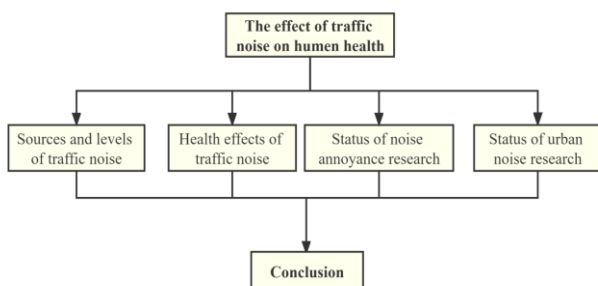 The effect of traffic
noise on human health
Sources and levels
of traffic noise
Health effects of
traffic noise
Status of noise
annoyance research
Status of urban
noise research
Conclusion